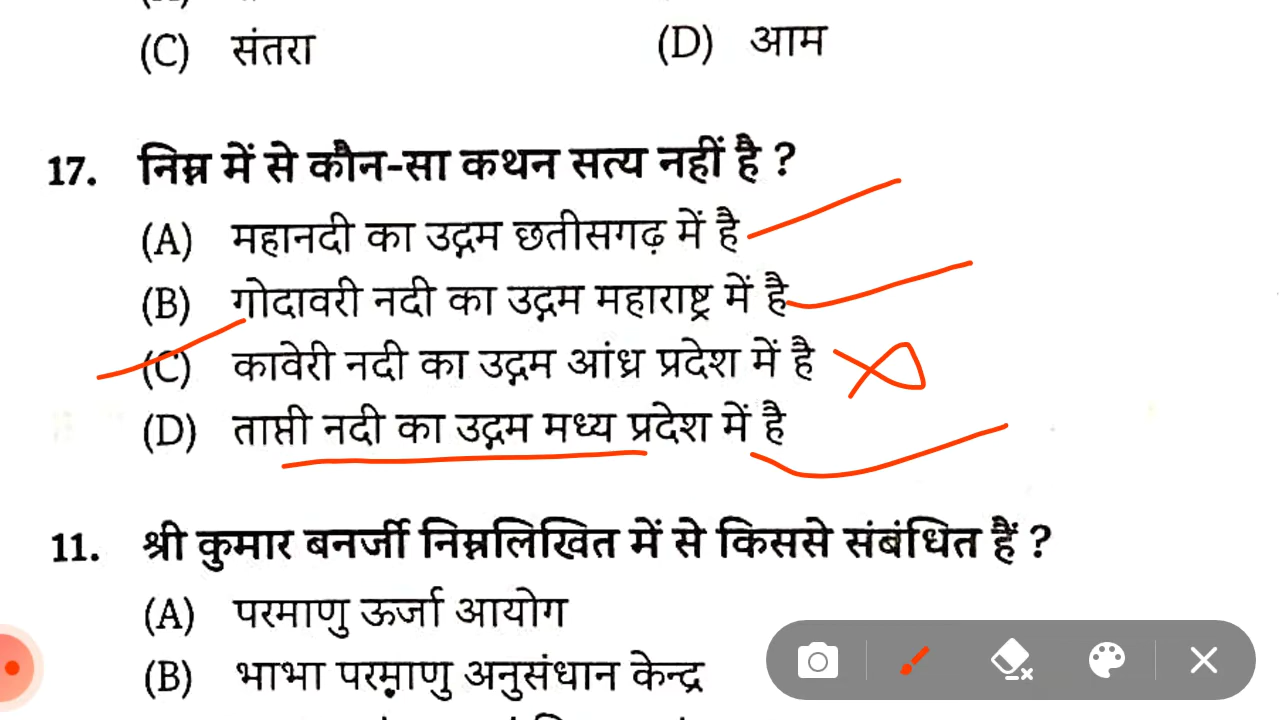 (C) संतरा (D) आम
17. निम्न में से कौन-सा कथन सत्य नहीं है ?
(A) महानदी का उद्गम छतीसगढ़ में है
(B) गोदावरी नदी का उद्गम महाराष्ट्र में है
(C) कावेरी नदी का उद्गम आंध्र प्रदेश में है
(D) ताप्ती नदी का उद्गम मध्य प्रदेश में है
11. श्री कुमार बनर्जी निम्नलिखित में से किससे संबंधित हैं ?
(A) परमाणु ऊर्जा आयोग
(B) भाभा परमाणु अनुसंधान केन्द्र